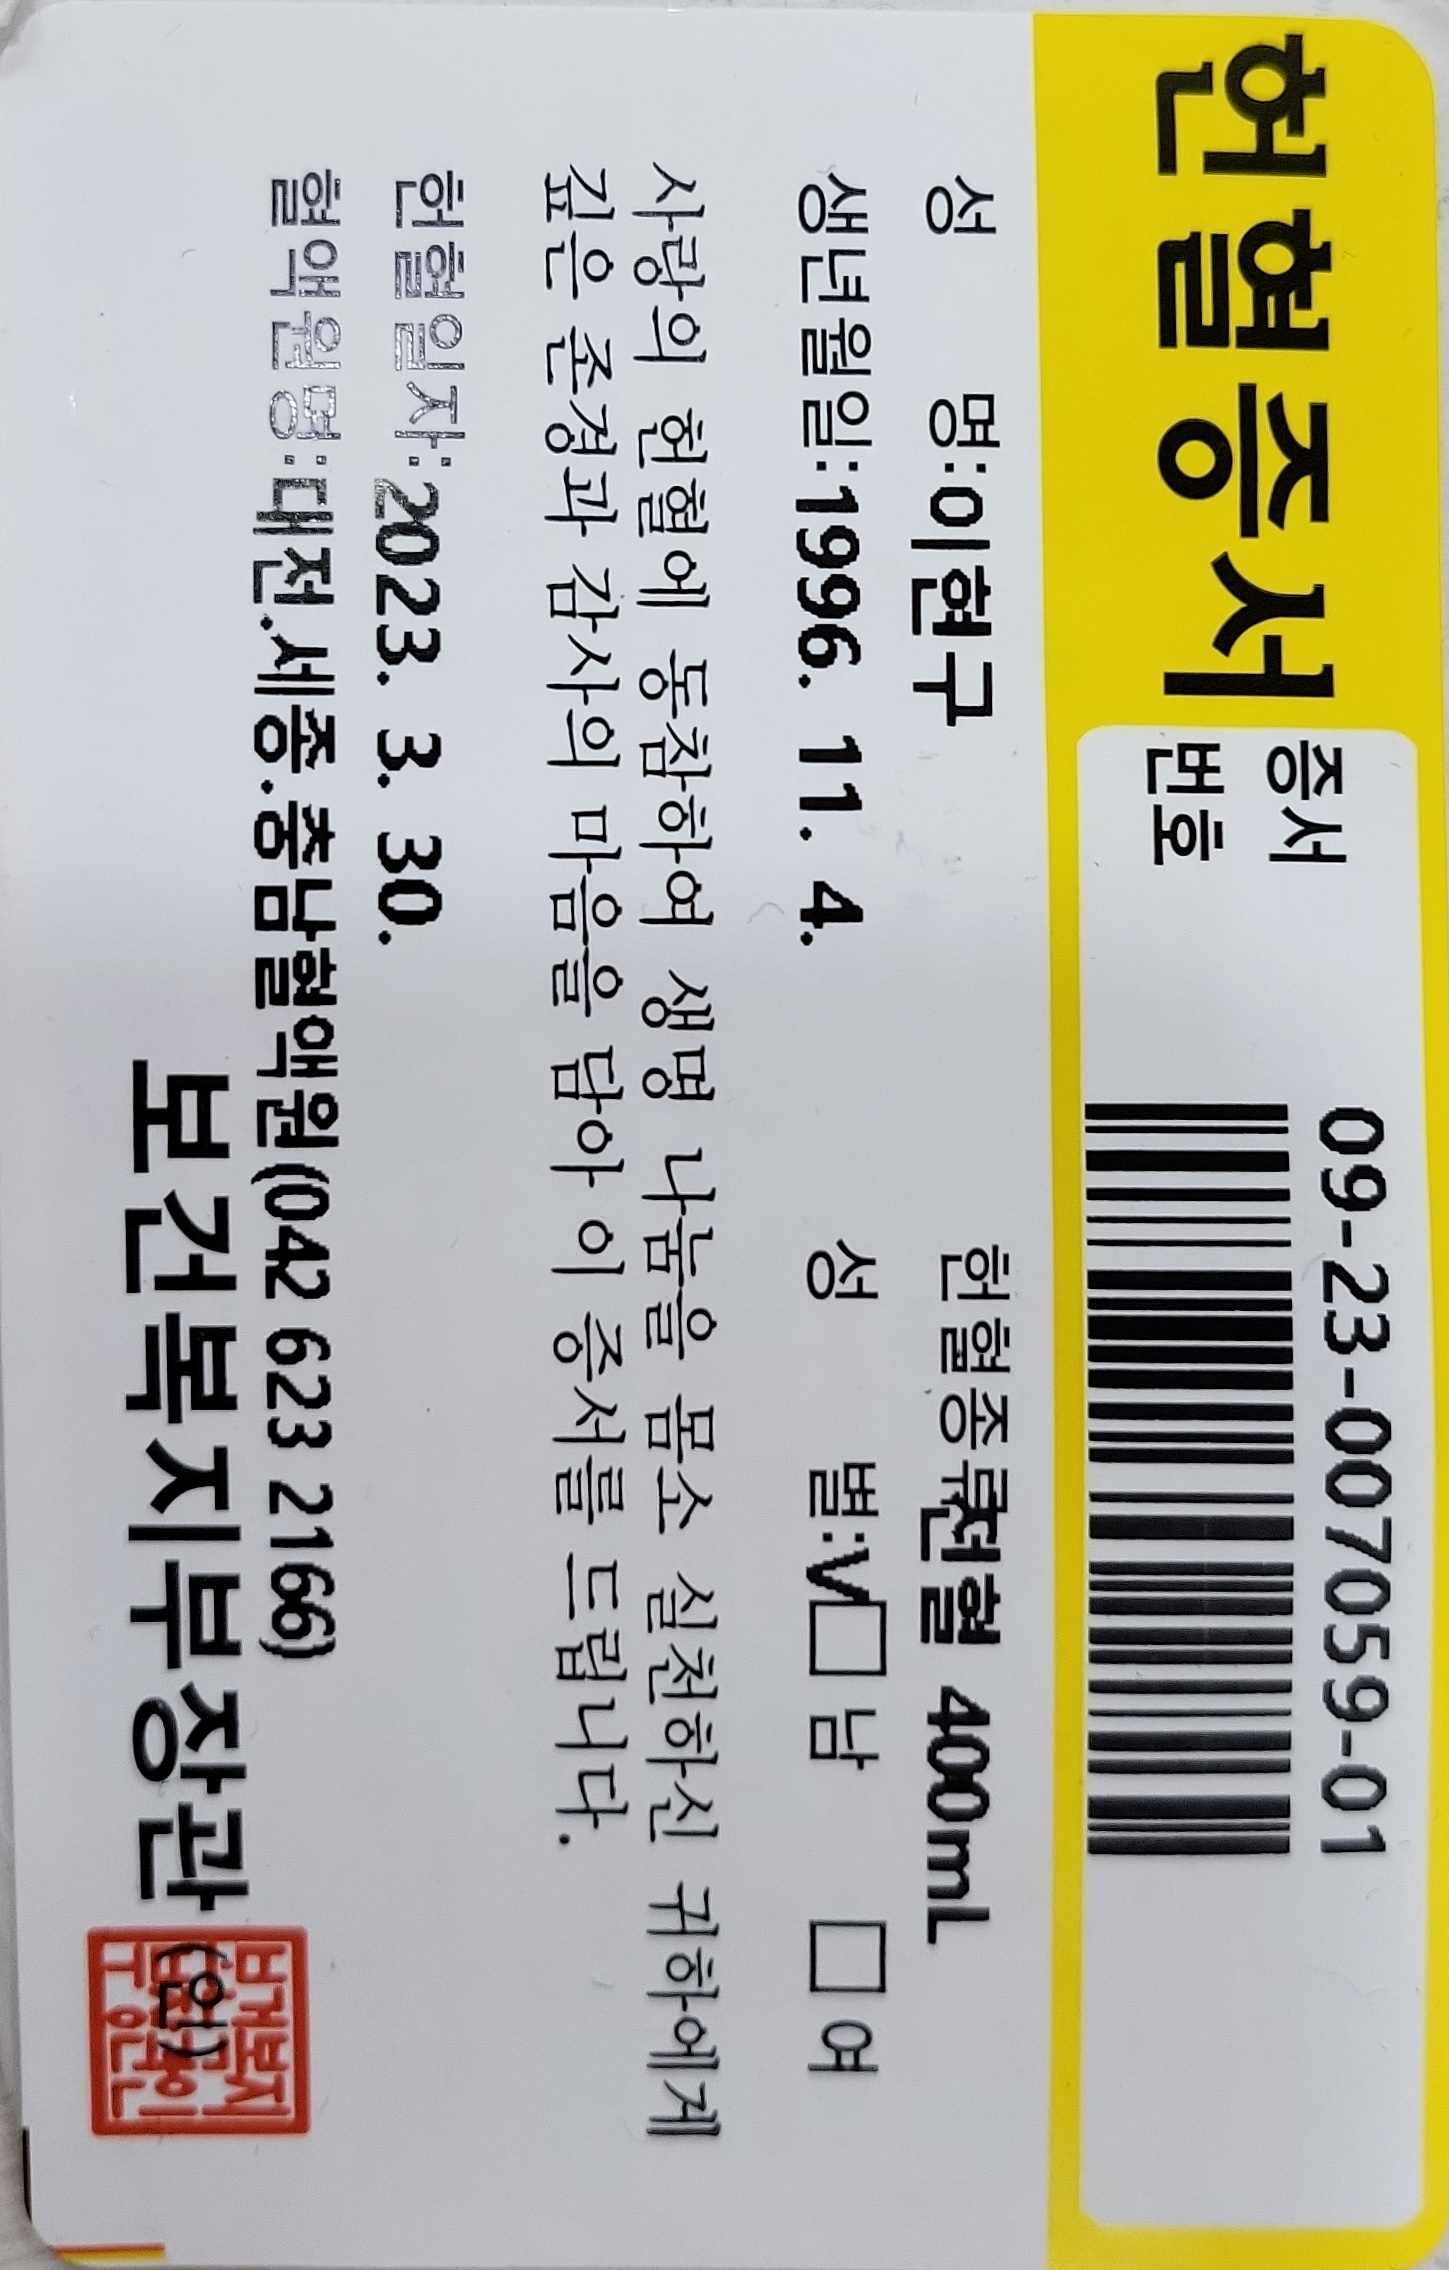 헌혈증서
증서
번호
09-23-007059-01
성 명:이현구
헌혈종류:전혈 400mL
생년월일:1996. 11. 4.
성 별:V□ 남 □ 여
사랑의 헌혈에 동참하여 생명 나눔을 몸소 실천하신 귀하에게
깊은 존경과 감사의 마음을 담아 이 증서를 드립니다.
헌혈일자:2023. 3. 30.
혈액원명:대전.세종.충남혈액원(042 623 2166)
보건복지부장관 (인)
보건복지
부장관인